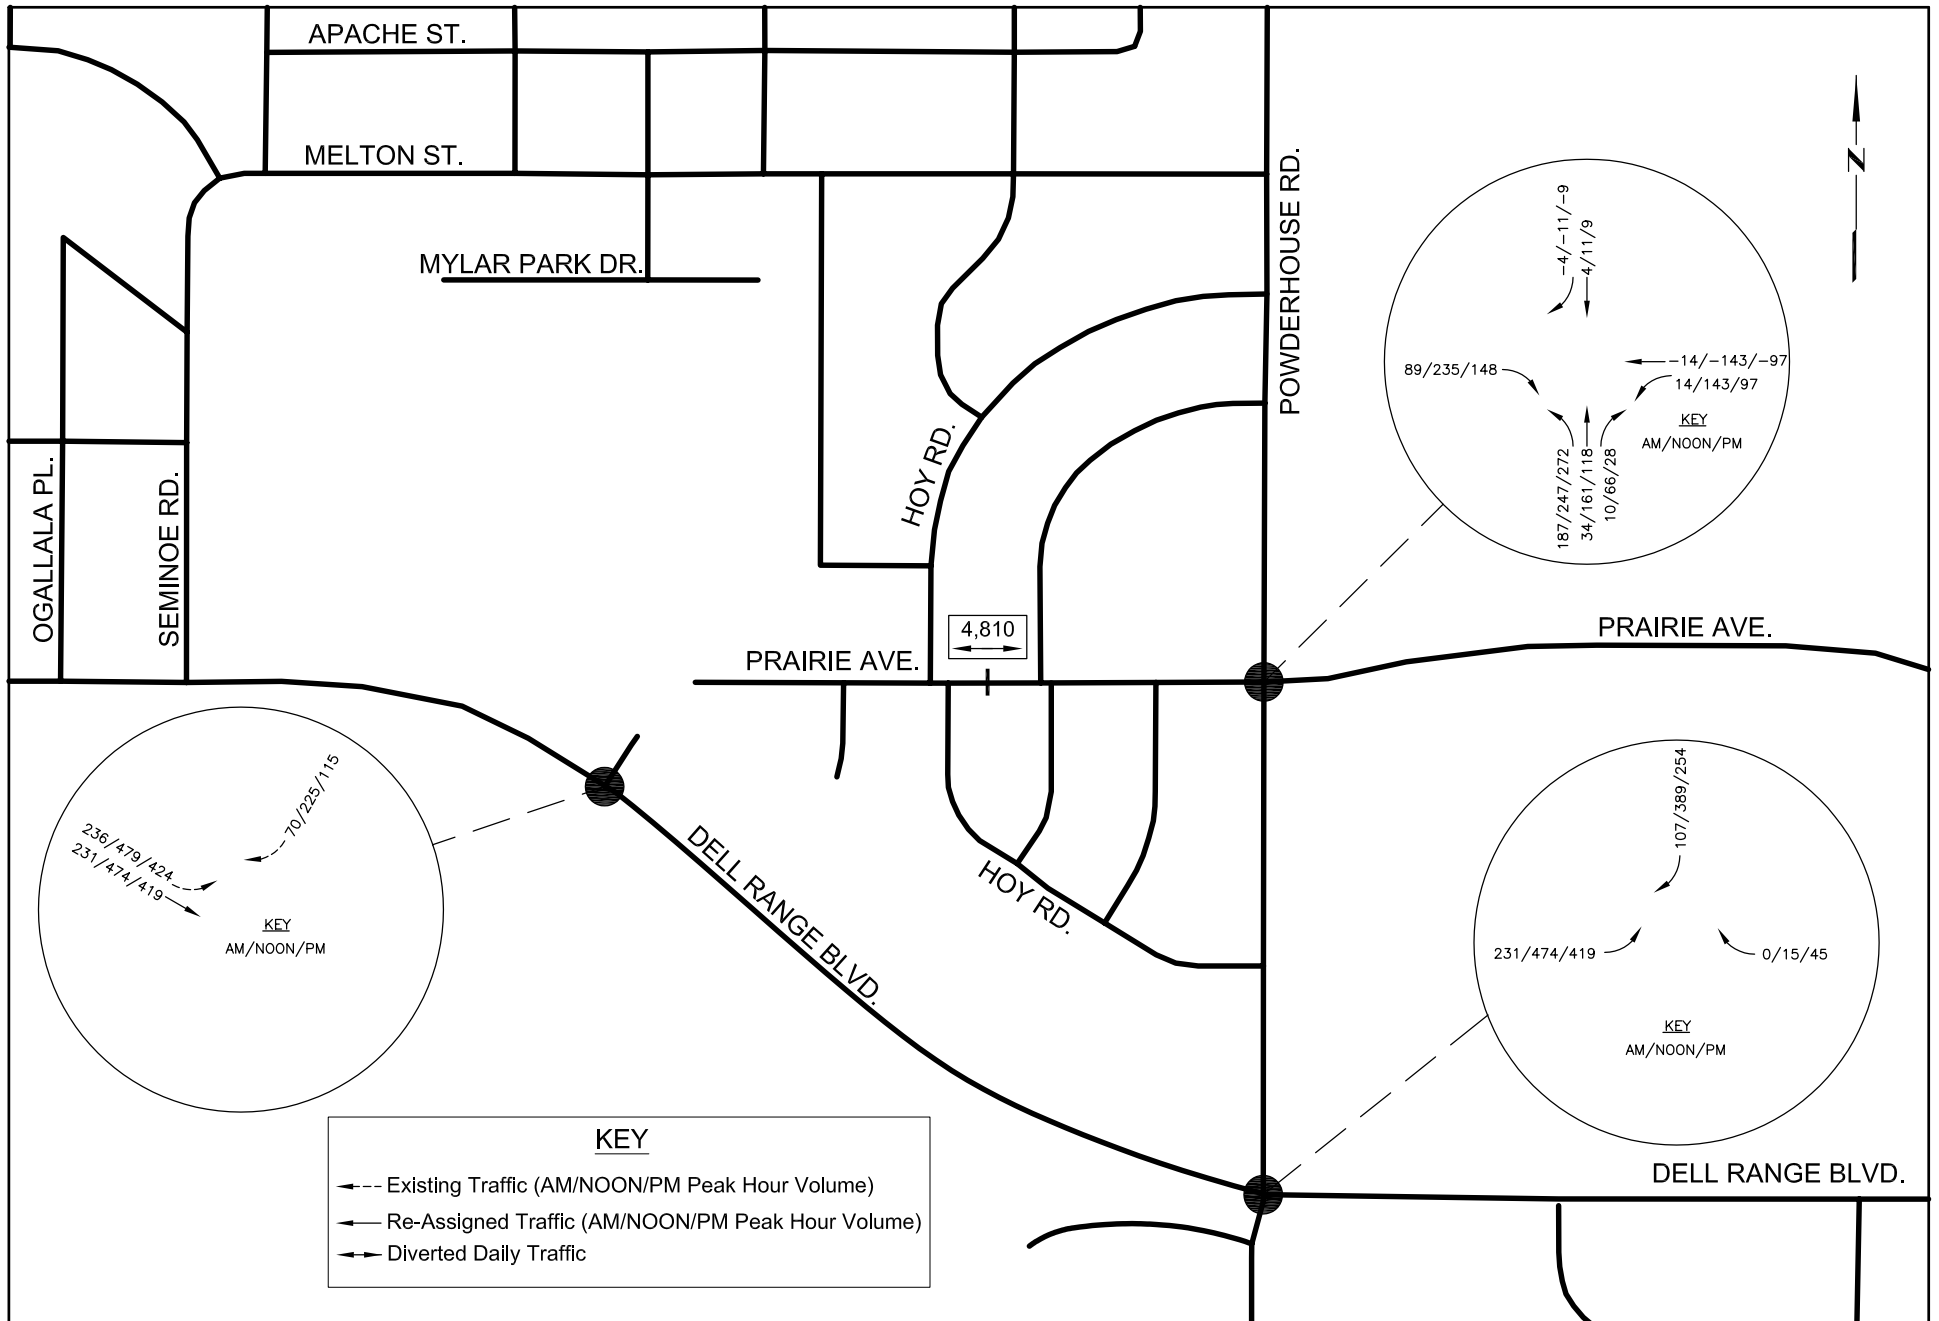 APACHE ST.
MELTON ST.
MYLAR PARK DR.
POWDERHOUSE RD.
N
-4/-11/-9
4/11/9
89/235/148
-14/-143/-97
14/143/97
KEY
AM/NOON/PM
187/247/272
34/161/118
10/66/28
HOY RD.
OGALLALA PL.
SEMINOE RD.
4,810
PRAIRIE AVE.
PRAIRIE AVE.
70/225/115
236/479/424
231/474/419
KEY
AM/NOON/PM
DELL RANGE BLVD.
HOY RD.
107/389/254
231/474/419
0/15/45
KEY
AM/NOON/PM
DELL RANGE BLVD.
KEY
Existing Traffic (AM/NOON/PM Peak Hour Volume)
Re-Assigned Traffic (AM/NOON/PM Peak Hour Volume)
Diverted Daily Traffic